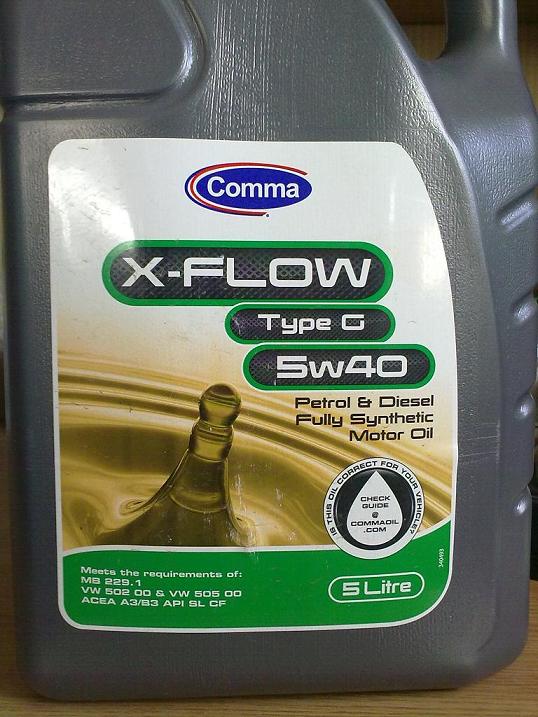 Comma
X-FLOW
Type G
5w40
Petrol & Diesel
Fully Synthetic
Motor Oil
IS THIS OIL CORRECT FOR YOUR VEHICLE?
CHECK
GUIDE
@
COMMAOIL
.COM
Meets the requirements of:
MB 229.1
VW 502 00 & VW 505 00
ACEA A3/B3 API SL CF
5 Litre
340493